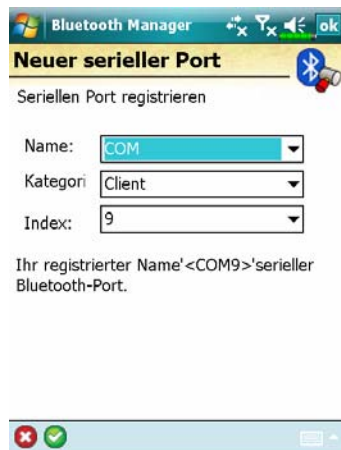 Bluetooth Manager ok
Neuer serieller Port
Seriellen Port registrieren
Name: COM
Kategori Client
Index: 9
Ihr registrierter Name'<COM9>'serieller
Bluetooth-Port.